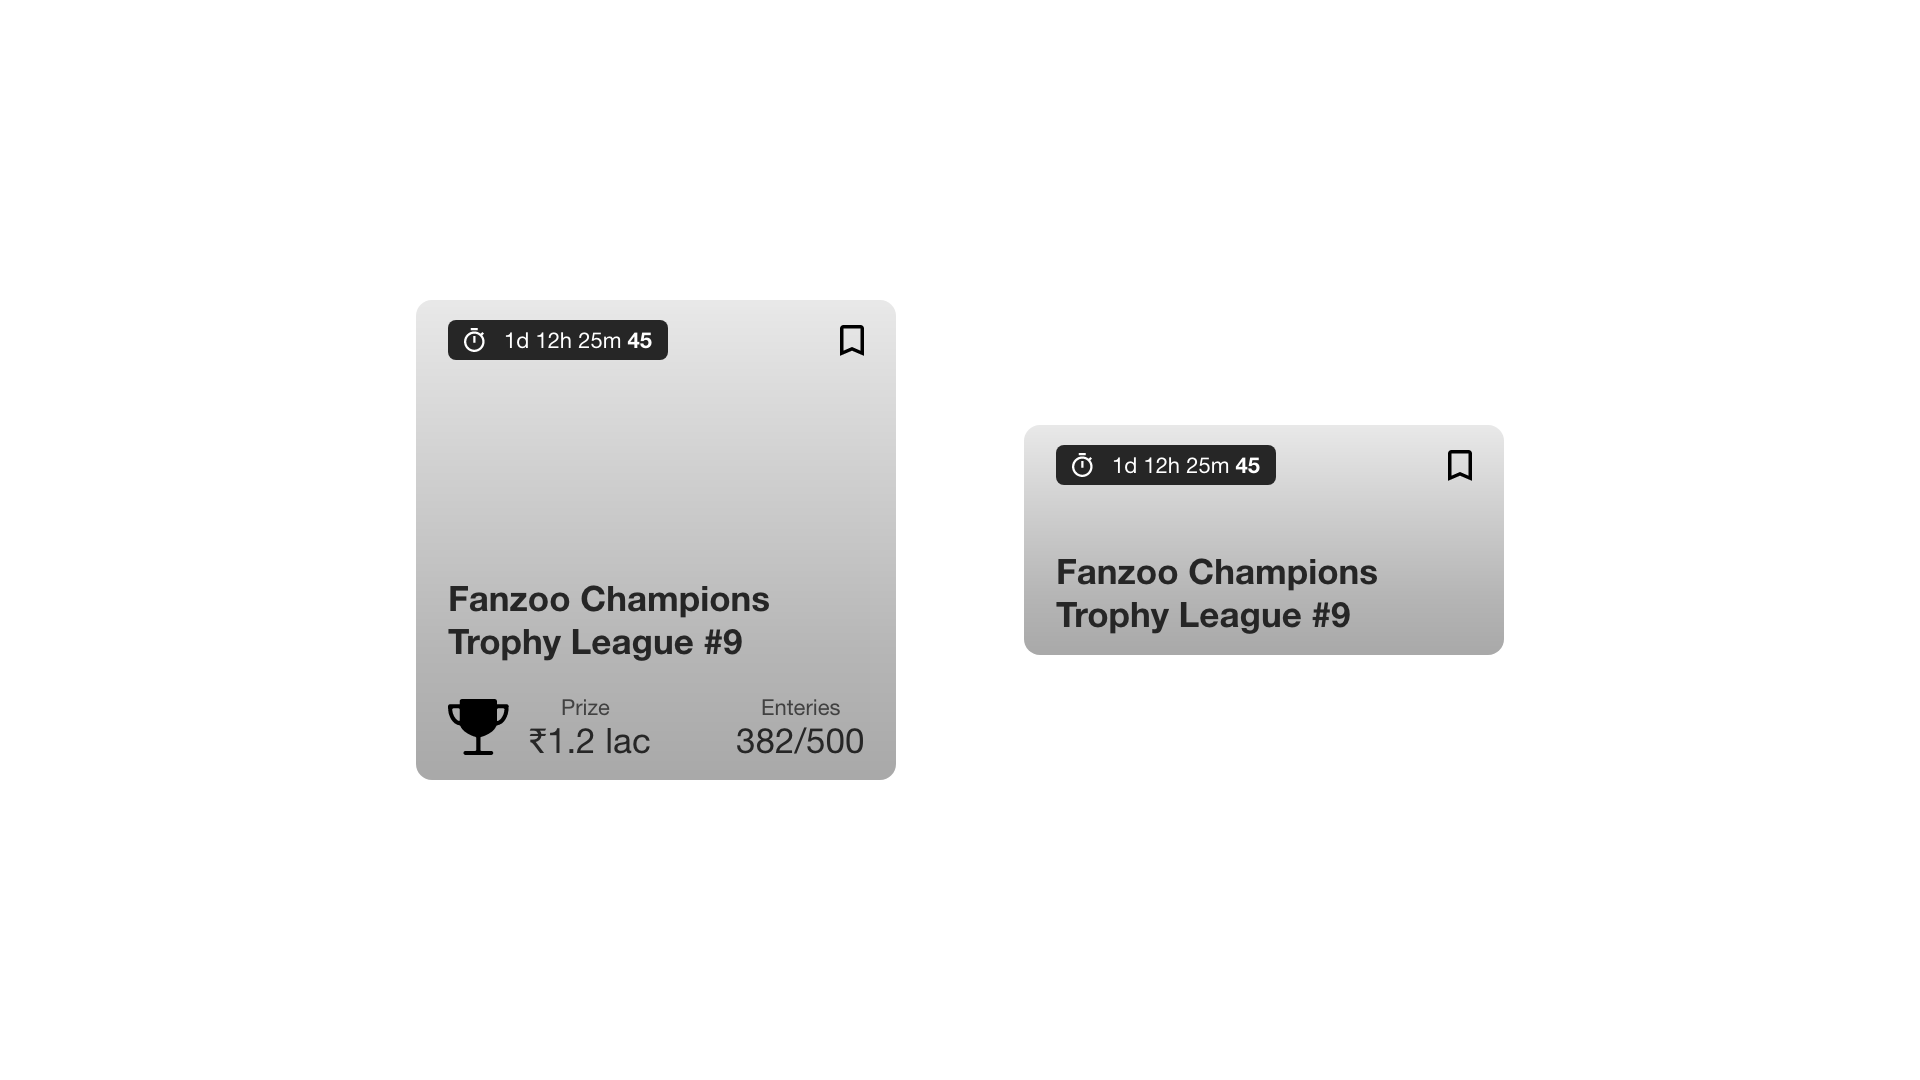 1d 12h 25m 45
Fanzoo Champions
Trophy League #9
Prize
₹1.2 lac
Enteries
382/500
1d 12h 25m 45
Fanzoo Champions
Trophy League #9